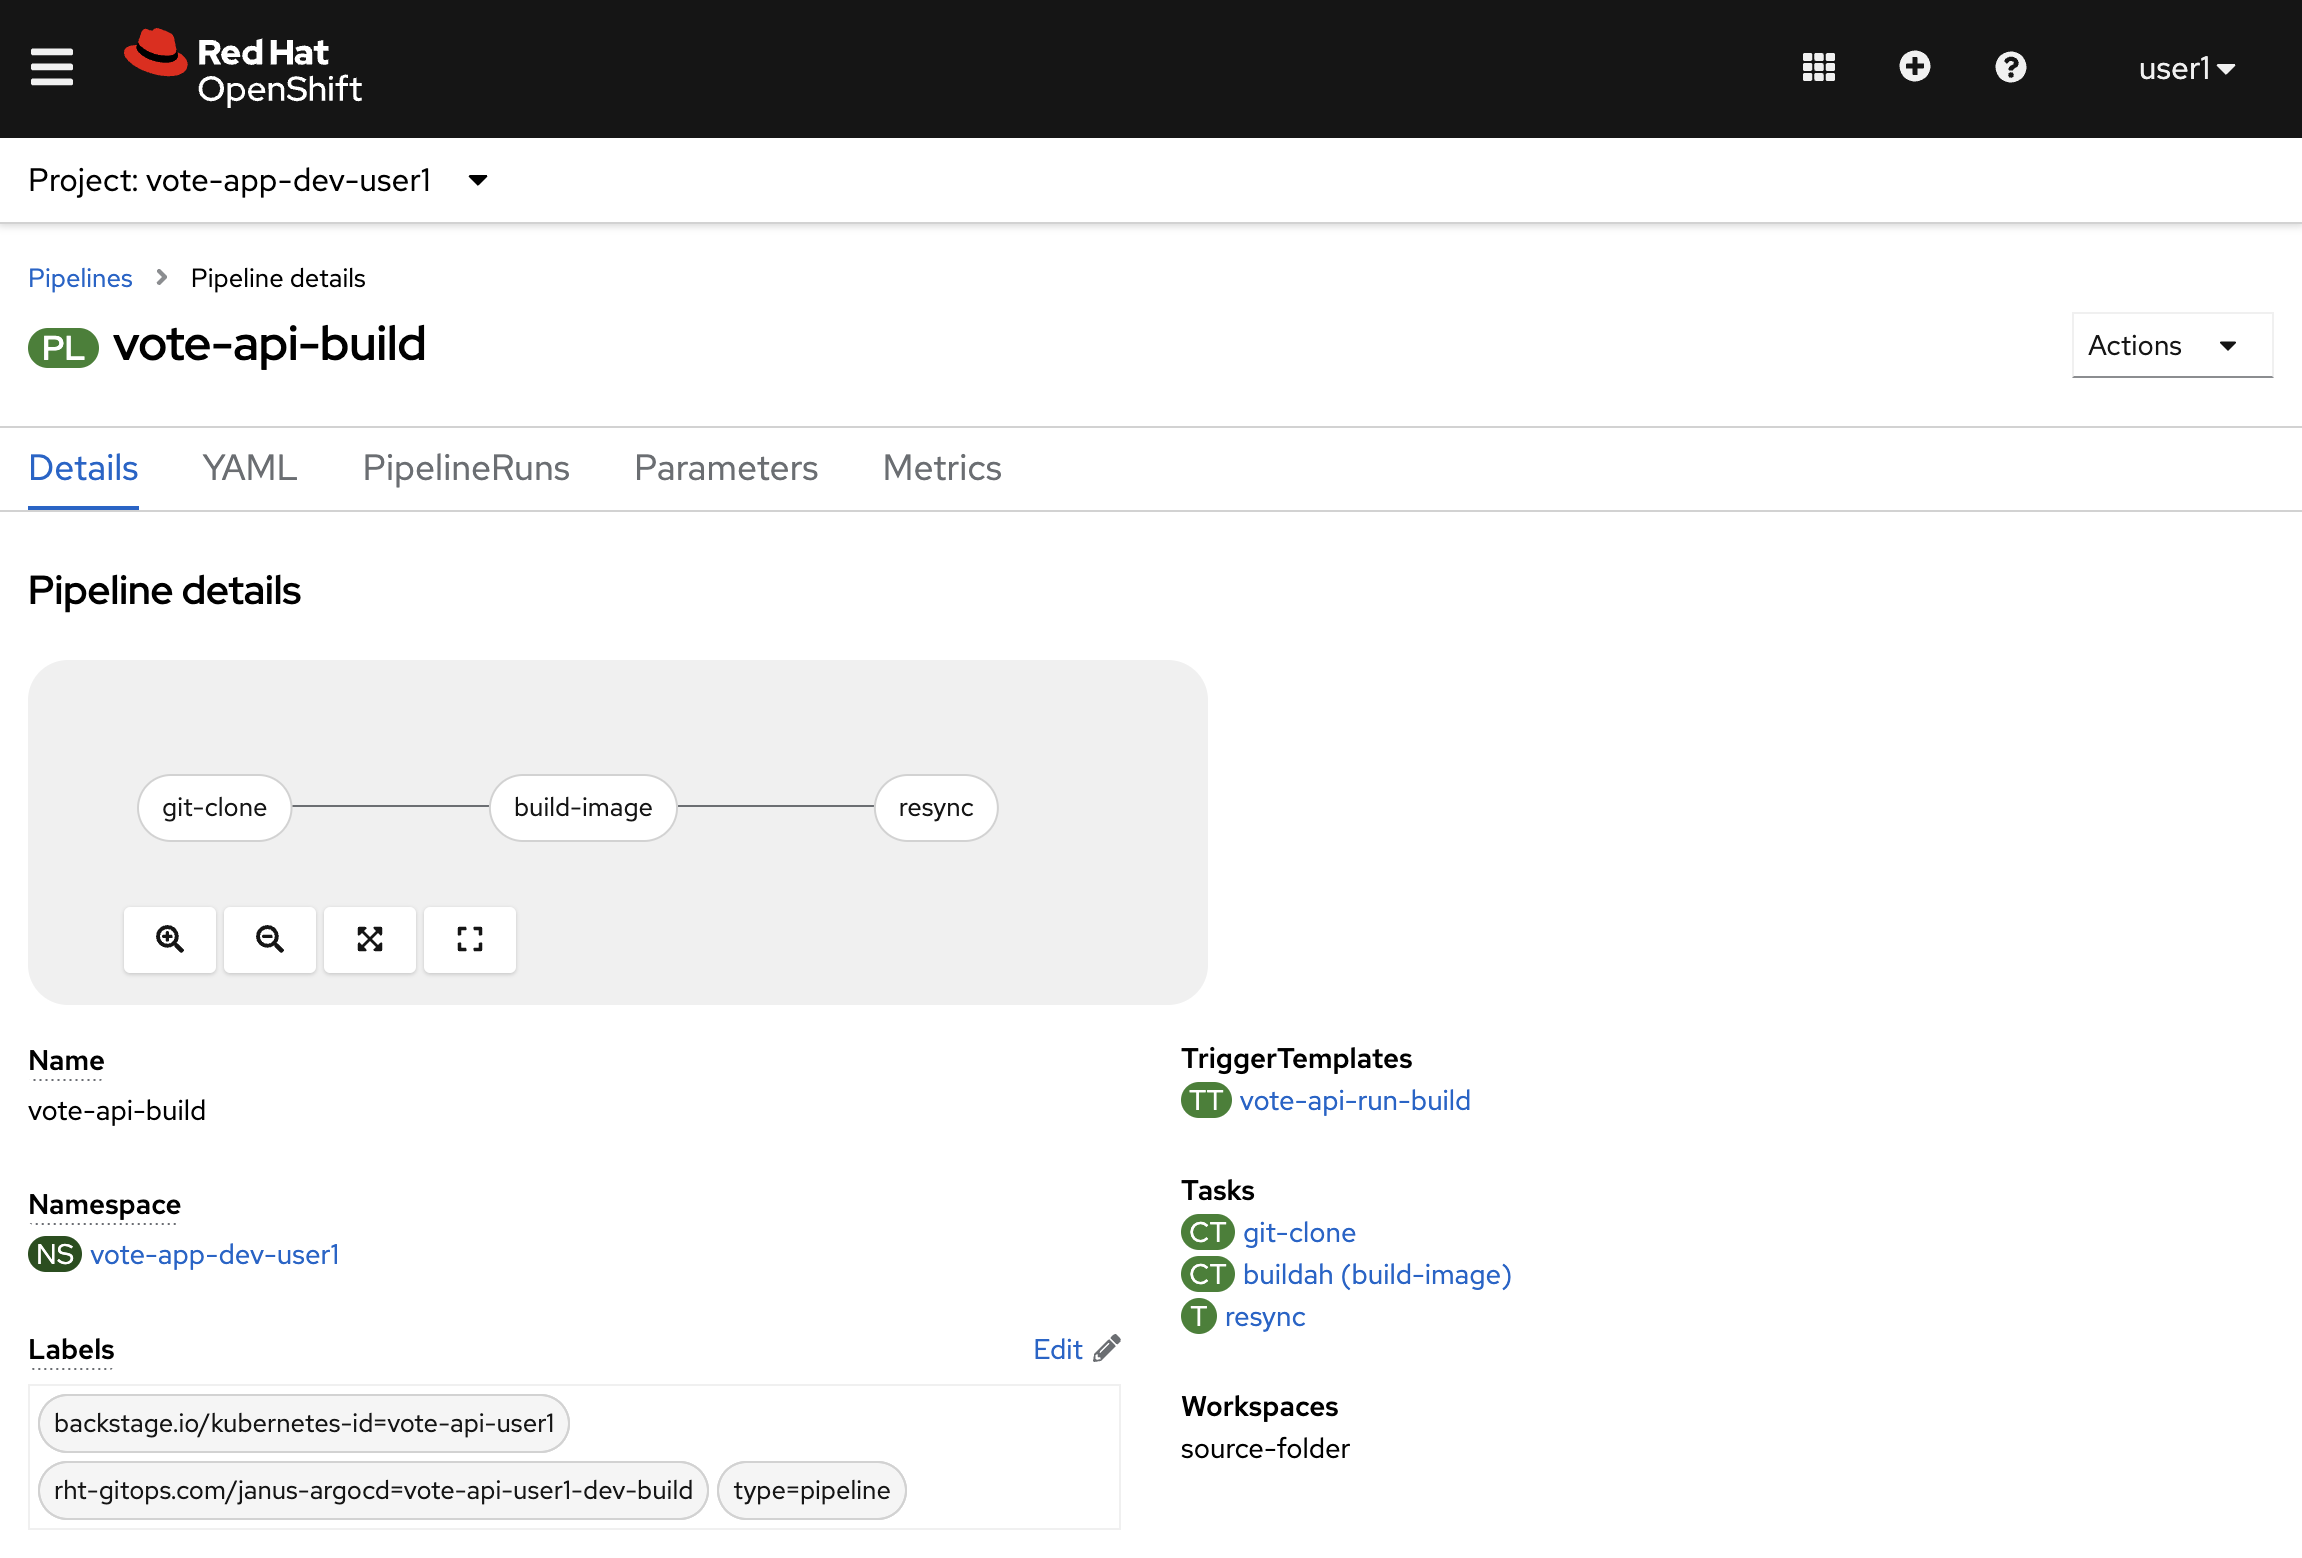 Red Hat
OpenShift
user1
Project: vote-app-dev-user1
Pipelines
Pipeline details
PL vote-api-build
Actions
Details YAML PipelineRuns Parameters Metrics
Pipeline details
git-clone build-image resync
Name
vote-api-build
Namespace
NS vote-app-dev-user1
Labels
Edit
backstage.io/kubernetes-id=vote-api-user1
rht-gitops.com/janus-argocd=vote-api-user1-dev-build
type=pipeline
TriggerTemplates
TT vote-api-run-build
Tasks
CT git-clone
CT buildah (build-image)
T resync
Workspaces
source-folder